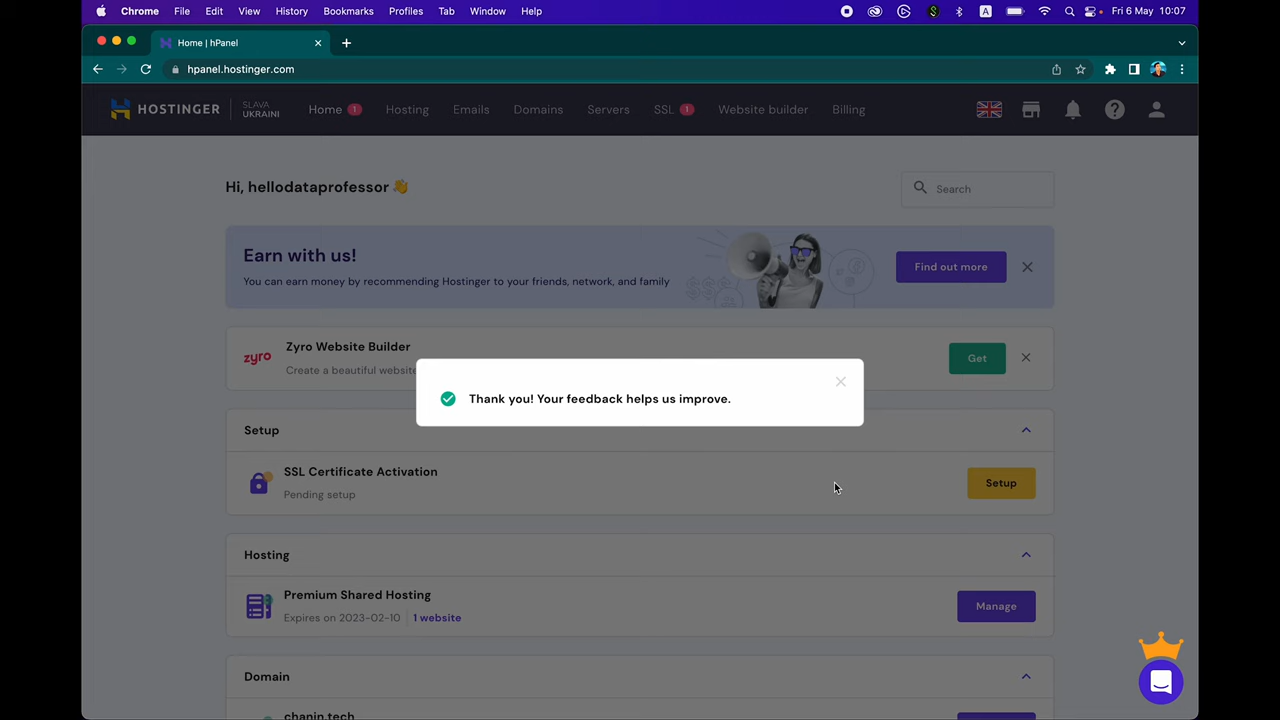 Chrome File Edit View History Bookmarks Profiles Tab Window Help A Fri 6 May 10:07
Home | hPanel
hpanel.hostinger.com
HOSTINGER SLAVA UKRAINI Home 1 Hosting Emails Domains Servers SSL 1 Website builder Billing
Hi, hellodataprofessor 👋
Search
Earn with us!
You can earn money by recommending Hostinger to your friends, network, and family
Find out more
zyro
Zyro Website Builder
Create a beautiful website
Get
Thank you! Your feedback helps us improve.
Setup
SSL Certificate Activation
Pending setup
Setup
Hosting
Premium Shared Hosting
Expires on 2023-02-10 | 1 website
Manage
Domain
chanin.tech